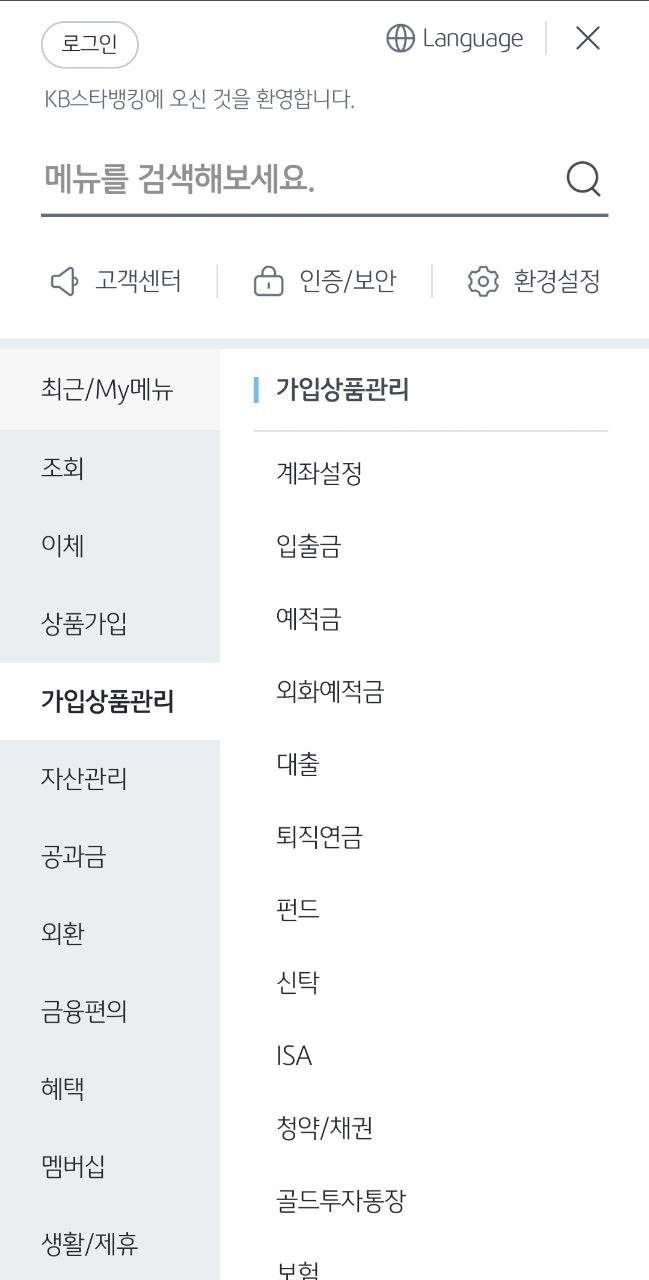 로그인
Language
KB스타뱅킹에 오신 것을 환영합니다.
메뉴를 검색해보세요.
고객센터
인증/보안
환경설정
최근/My메뉴
조회
이체
상품가입
가입상품관리
자산관리
공과금
외환
금융편의
혜택
멤버십
생활/제휴
가입상품관리
계좌설정
입출금
예적금
외화예적금
대출
퇴직연금
펀드
신탁
ISA
청약/채권
골드투자통장
보험